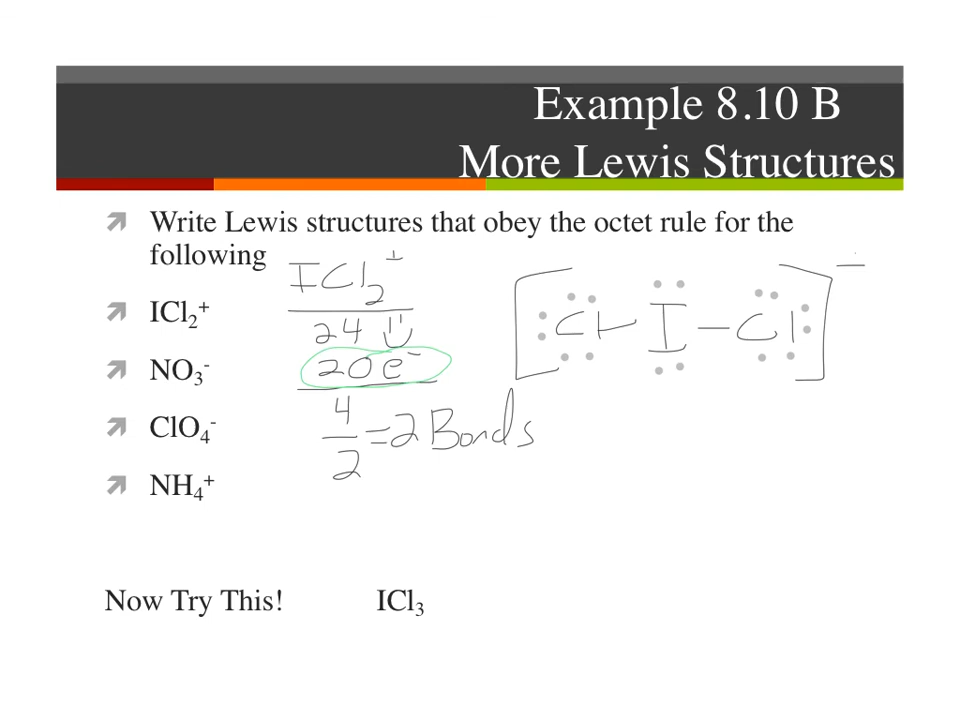 Example 8.10 B
More Lewis Structures
Write Lewis structures that obey the octet rule for the
following
ICl₂⁺
NO₃⁻
ClO₄⁻
NH₄⁺
ICl₂⁺
24
20 e⁻
4/2 = 2 Bonds
[Cl-I-Cl]⁻
Now Try This! ICl₃